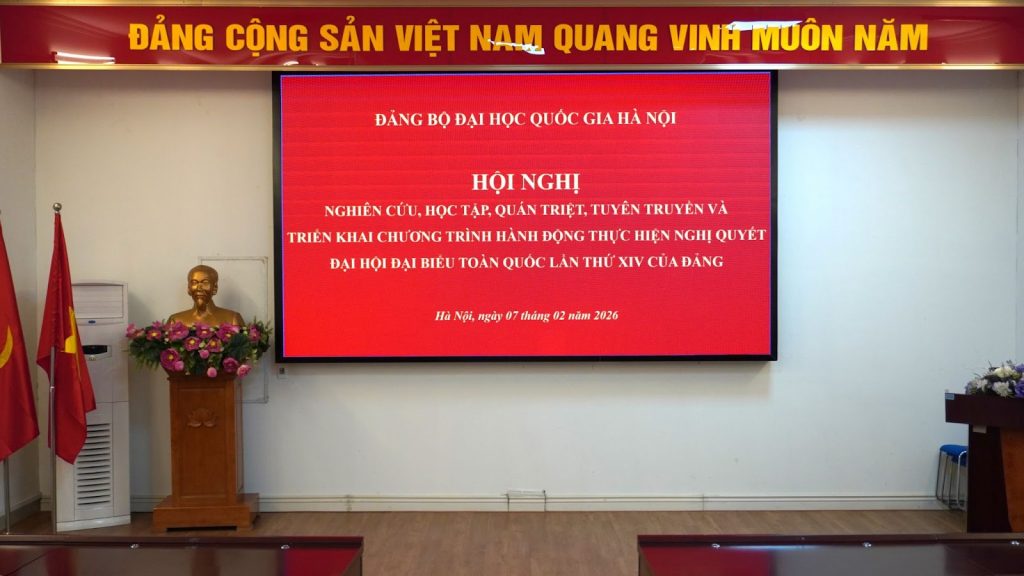 ĐẢNG CỘNG SẢN VIỆT NAM QUANG VINH MUÔN NĂM
ĐẢNG BỘ ĐẠI HỌC QUỐC GIA HÀ NỘI
HỘI NGHỊ
NGHIÊN CỨU, HỌC TẬP, QUÁN TRIỆT, TUYÊN TRUYỀN VÀ
TRIỂN KHAI CHƯƠNG TRÌNH HÀNH ĐỘNG THỰC HIỆN NGHỊ QUYẾT
ĐẠI HỘI ĐẠI BIỂU TOÀN QUỐC LẦN THỨ XIV CỦA ĐẢNG
Hà Nội, ngày 07 tháng 02 năm 2026